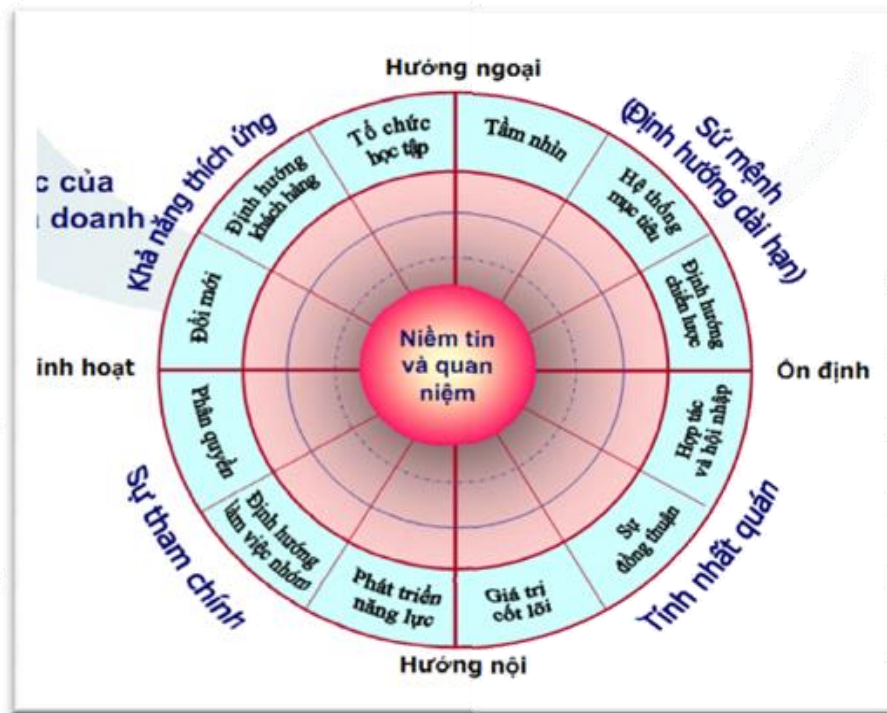 Hướng ngoại
Khả năng thích ứng
Sứ mệnh
(Định hướng dài hạn)
Tổ chức
học tập
Tầm nhìn
Định hướng
khách hàng
Hệ thống
mục tiêu
c của
doanh
Đổi mới
Định hướng
chiến lược
Niềm tin
và quan
niệm
inh hoạt
Ổn định
Phân quyền
Hợp tác
và hội nhập
Định hướng
làm việc nhóm
Sự
đồng thuận
Phát triển
năng lực
Giá trị
cốt lõi
Sự tham chính
Tính nhất quán
Hướng nội